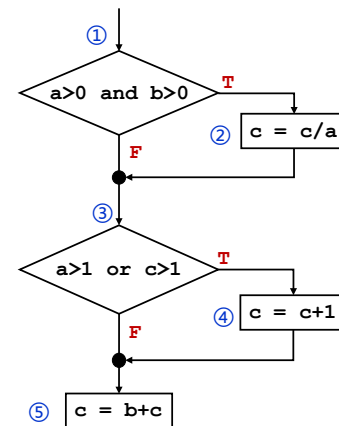 ①
a>0 and b>0
T
② c = c/a
F
③
a>1 or c>1
T
④ c = c+1
F
⑤ c = b+c